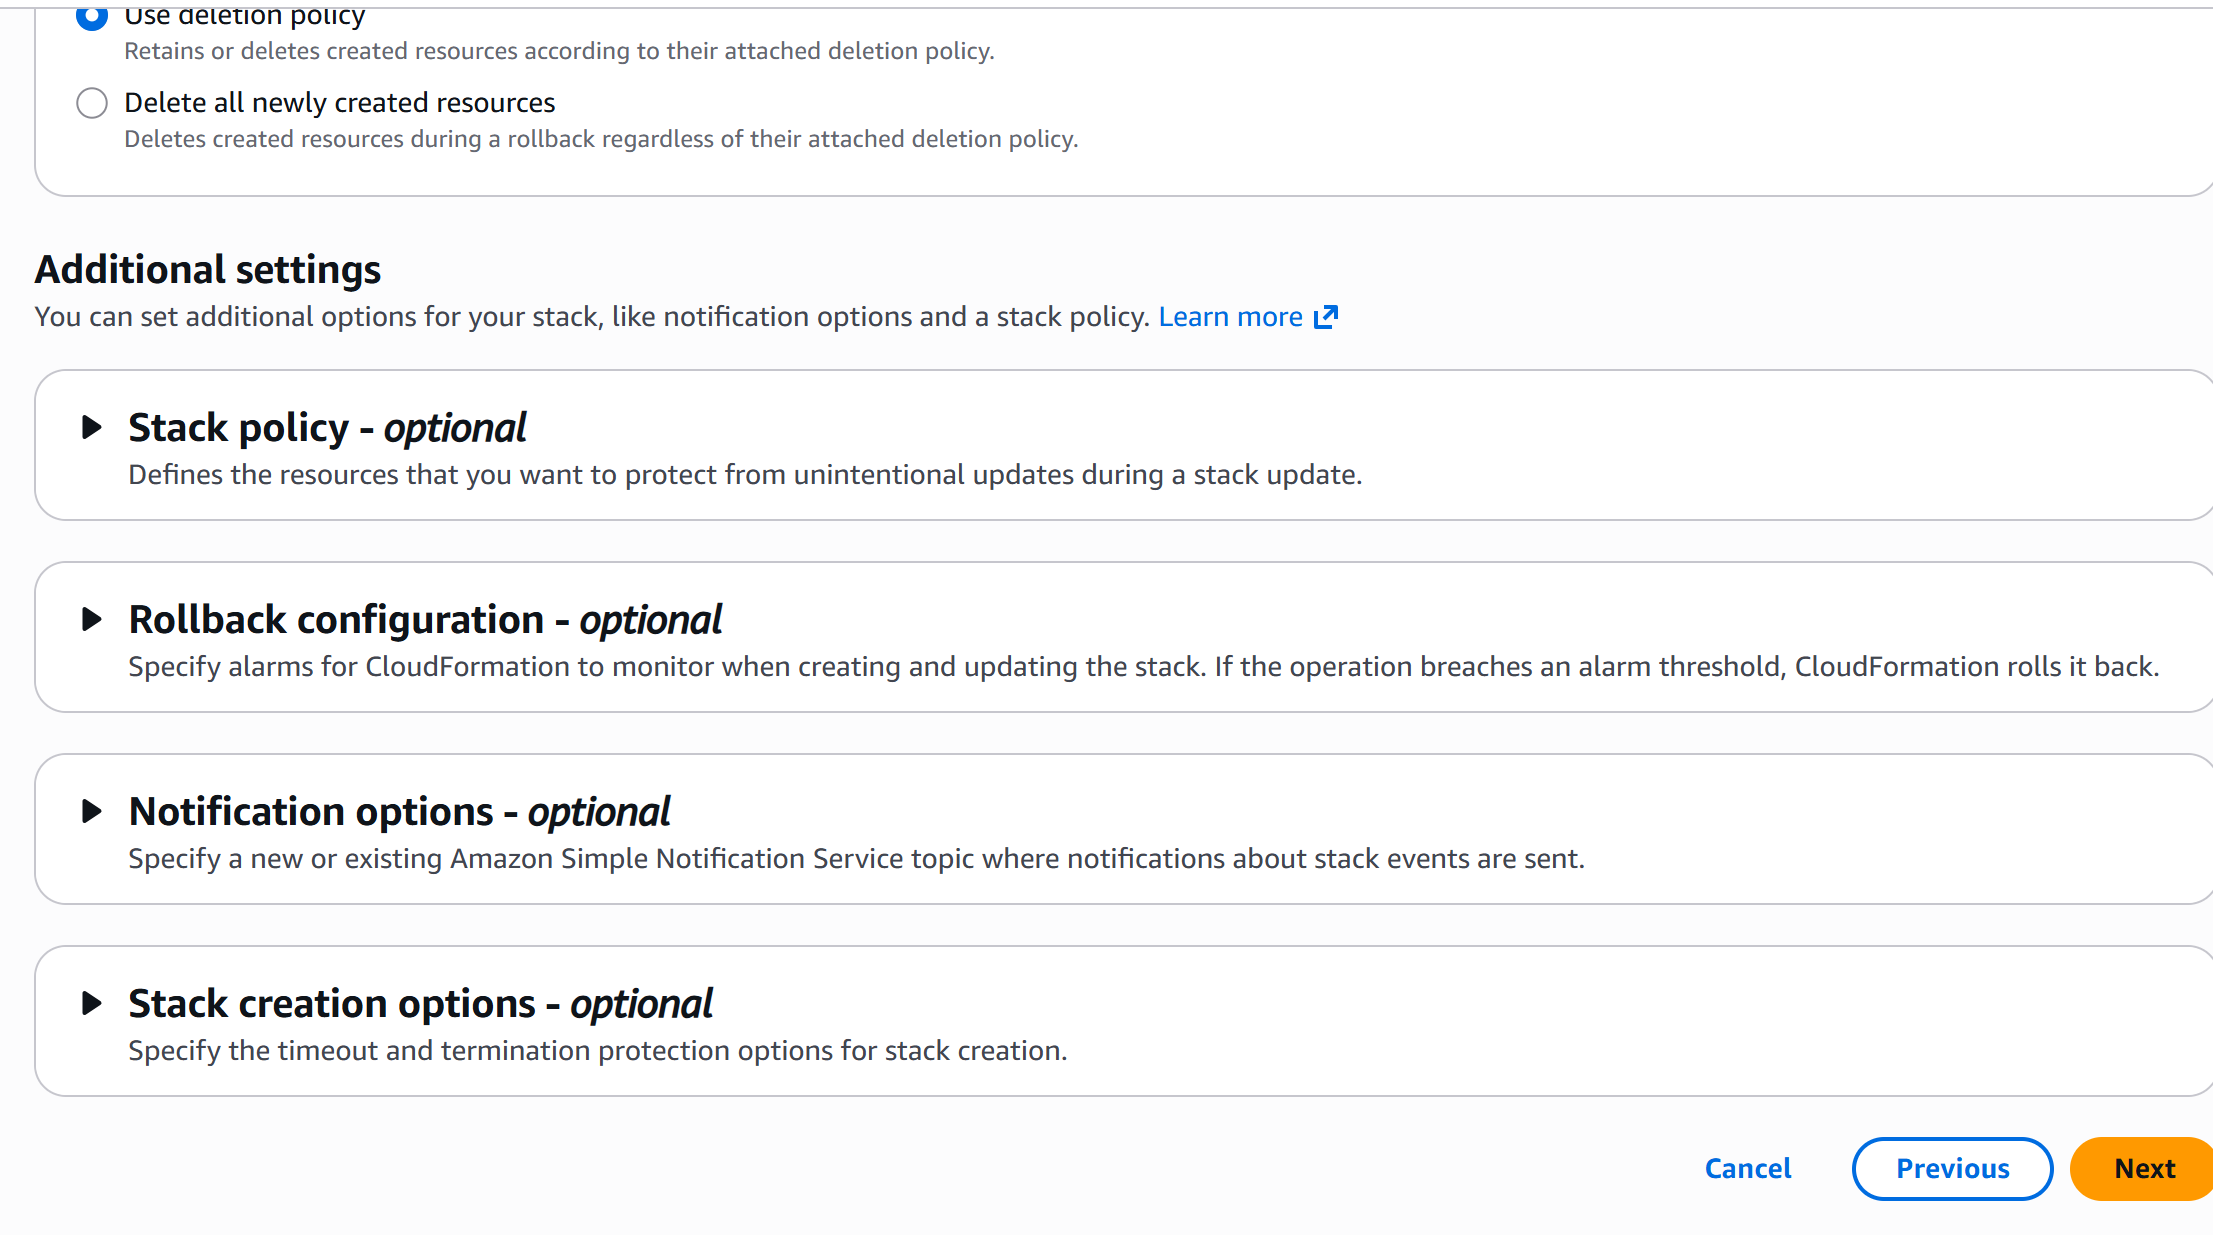 Use deletion policy
Retains or deletes created resources according to their attached deletion policy.
Delete all newly created resources
Deletes created resources during a rollback regardless of their attached deletion policy.
Additional settings
You can set additional options for your stack, like notification options and a stack policy. Learn more
Stack policy - optional
Defines the resources that you want to protect from unintentional updates during a stack update.
Rollback configuration - optional
Specify alarms for CloudFormation to monitor when creating and updating the stack. If the operation breaches an alarm threshold, CloudFormation rolls it back.
Notification options - optional
Specify a new or existing Amazon Simple Notification Service topic where notifications about stack events are sent.
Stack creation options - optional
Specify the timeout and termination protection options for stack creation.
Cancel Previous Next